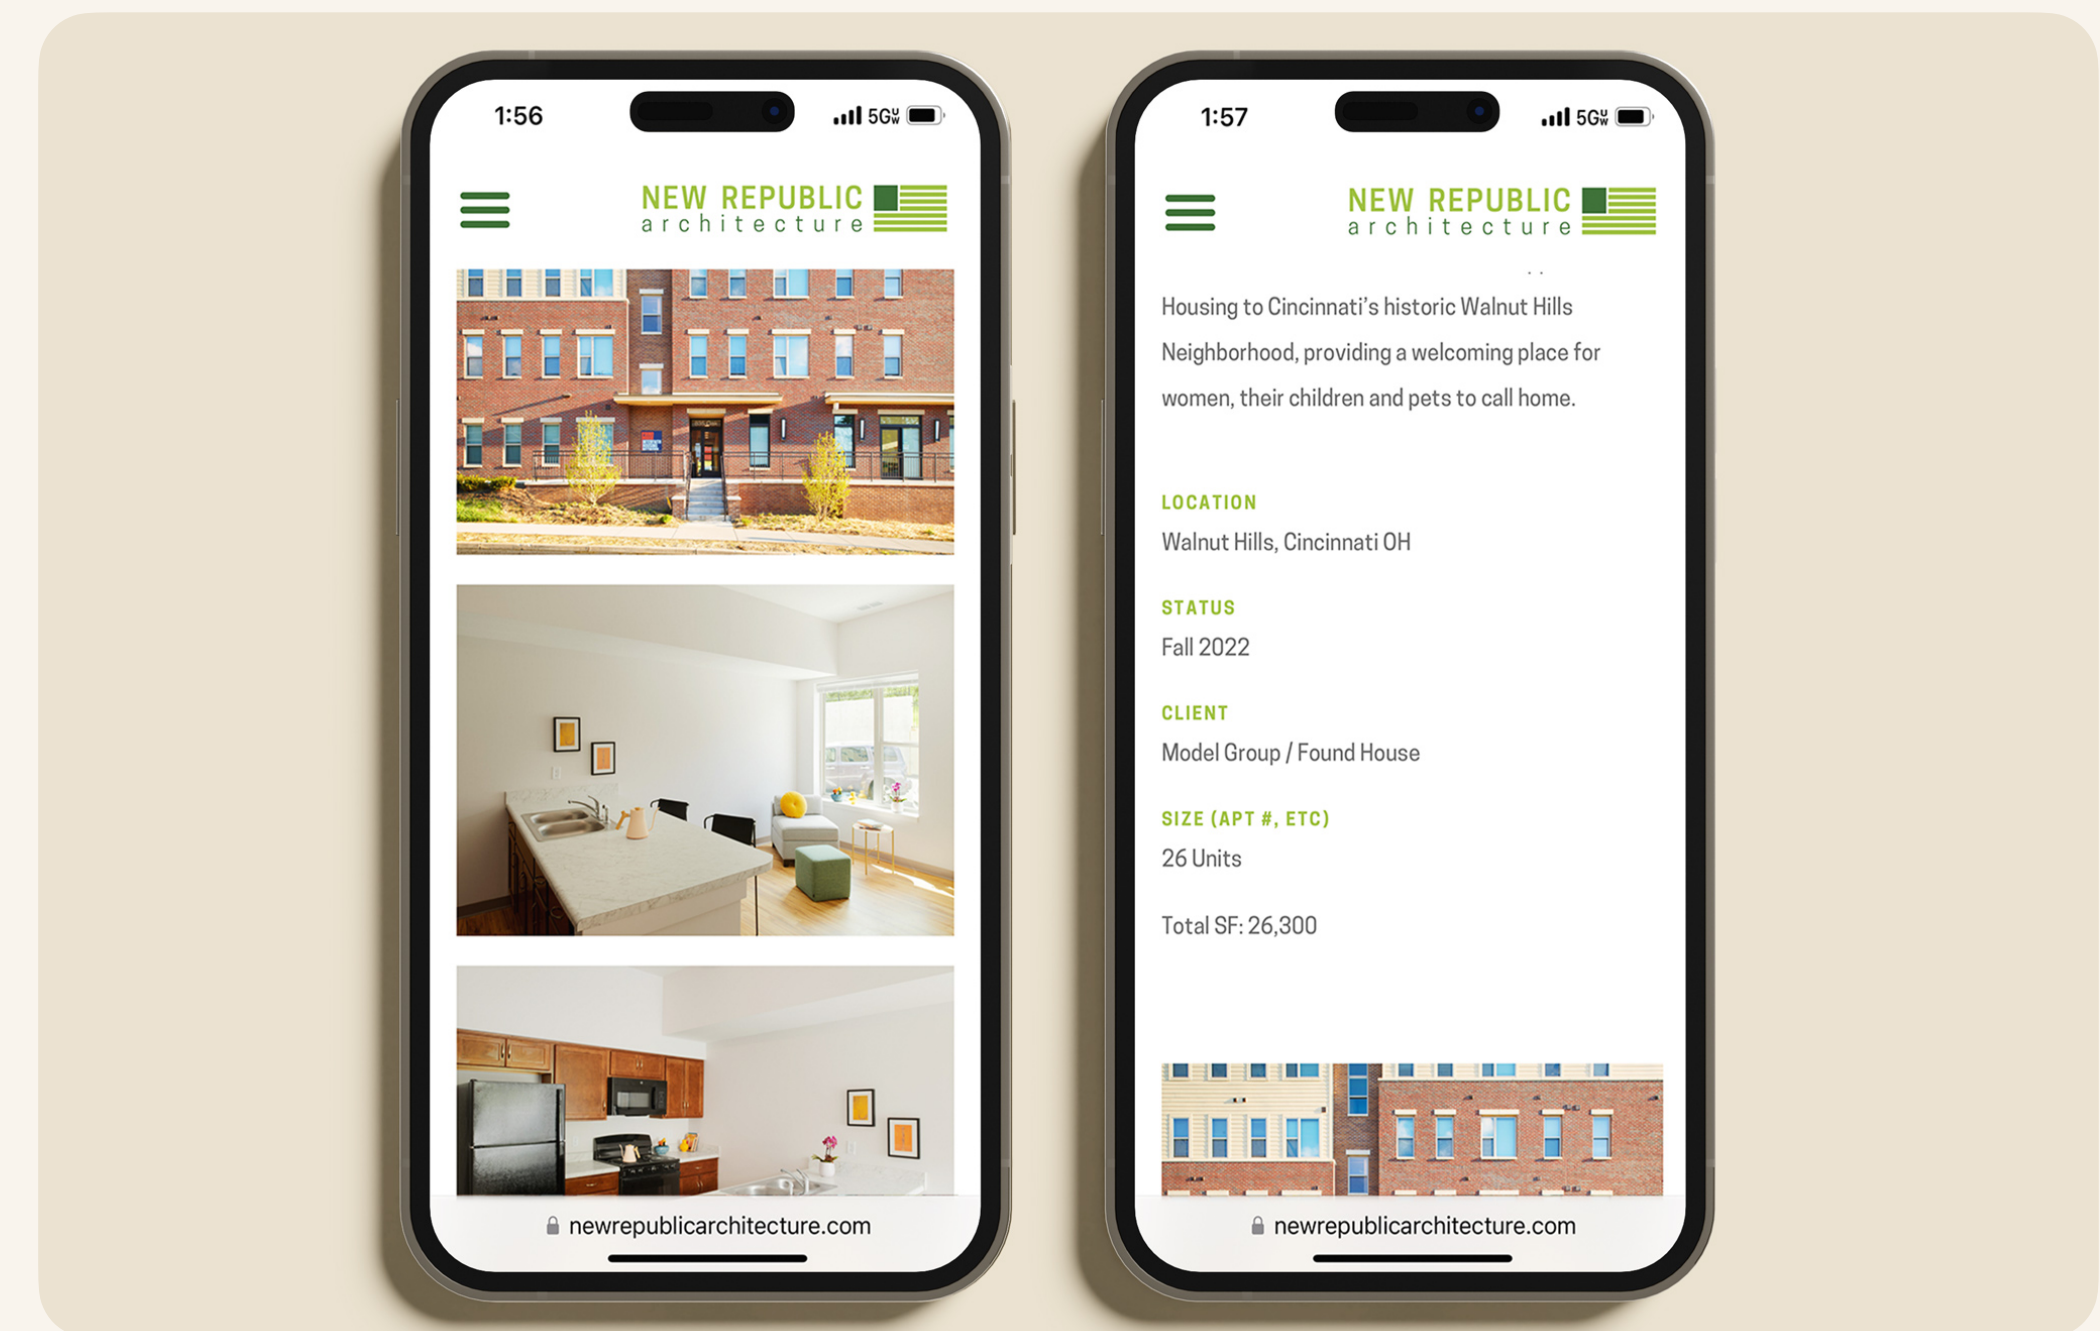 1:56
5G UW
NEW REPUBLIC
architecture
newrepublicarchitecture.com
1:57
5G UW
NEW REPUBLIC
architecture
Housing to Cincinnati’s historic Walnut Hills
Neighborhood, providing a welcoming place for
women, their children and pets to call home.
LOCATION
Walnut Hills, Cincinnati OH
STATUS
Fall 2022
CLIENT
Model Group / Found House
SIZE (APT #, ETC)
26 Units
Total SF: 26,300
newrepublicarchitecture.com